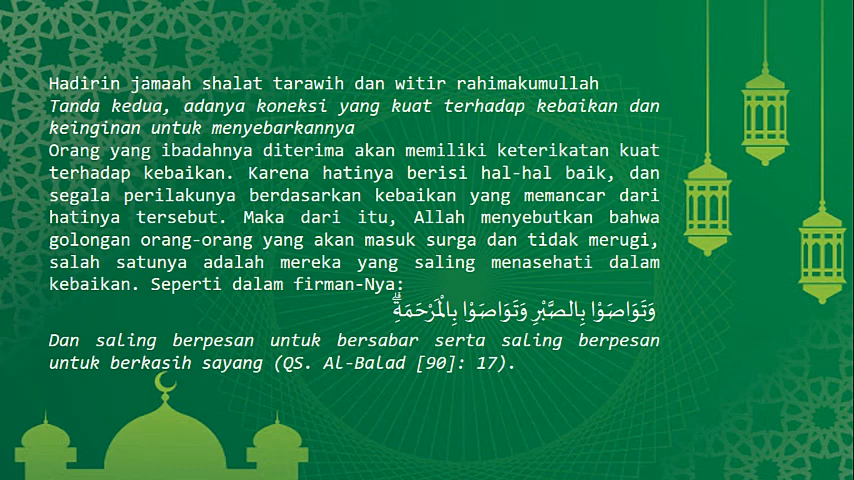 Hadirin jamaah shalat tarawih dan witir rahimakumullah
Tanda kedua, adanya koneksi yang kuat terhadap kebaikan dan
keinginan untuk menyebarkannya
Orang yang ibadahnya diterima akan memiliki keterikatan kuat
terhadap kebaikan. Karena hatinya berisi hal-hal baik, dan
segala perilakunya berdasarkan kebaikan yang memancar dari
hatinya tersebut. Maka dari itu, Allah menyebutkan bahwa
golongan orang-orang yang akan masuk surga dan tidak merugi,
salah satunya adalah mereka yang saling menasehati dalam
kebaikan. Seperti dalam firman-Nya:
وَتَوَاصَوْا بِالصَّبْرِ وَتَوَاصَوْا بِالْمَرْحَمَةِۗ
Dan saling berpesan untuk bersabar serta saling berpesan
untuk berkasih sayang (QS. Al-Balad [90]: 17).